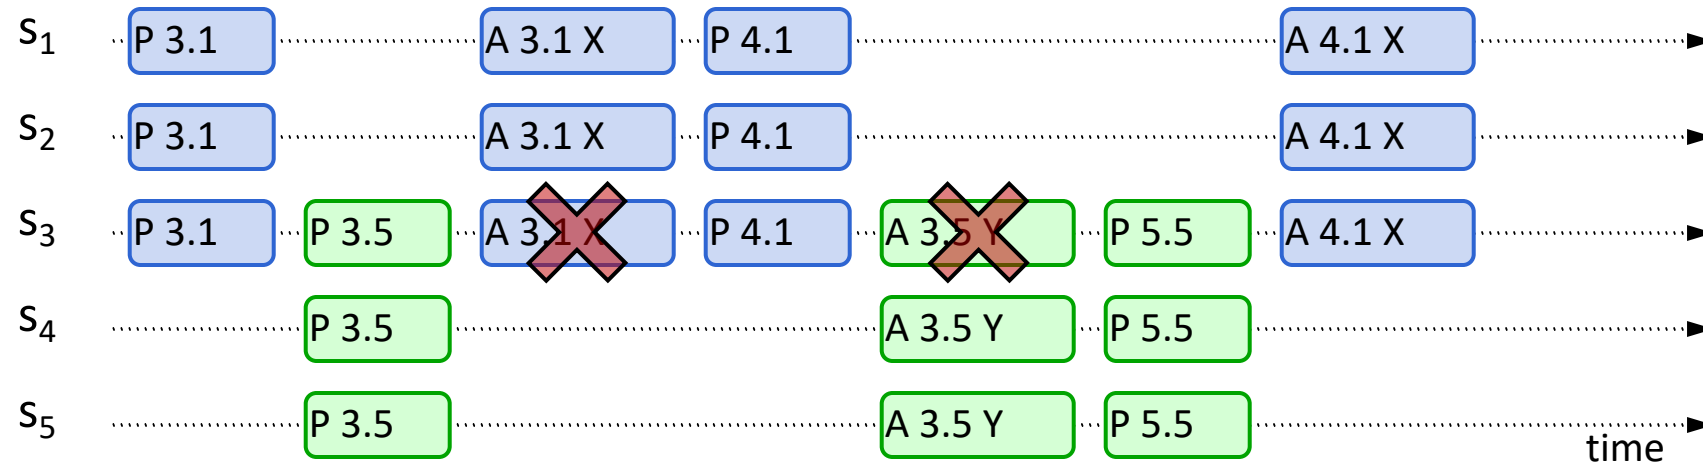 s1 P 3.1 A 3.1 X P 4.1 A 4.1 X
s2 P 3.1 A 3.1 X P 4.1 A 4.1 X
s3 P 3.1 P 3.5 A 3.1 X P 4.1 A 3.5 Y P 5.5 A 4.1 X
s4 P 3.5 A 3.5 Y P 5.5
s5 P 3.5 A 3.5 Y P 5.5
time